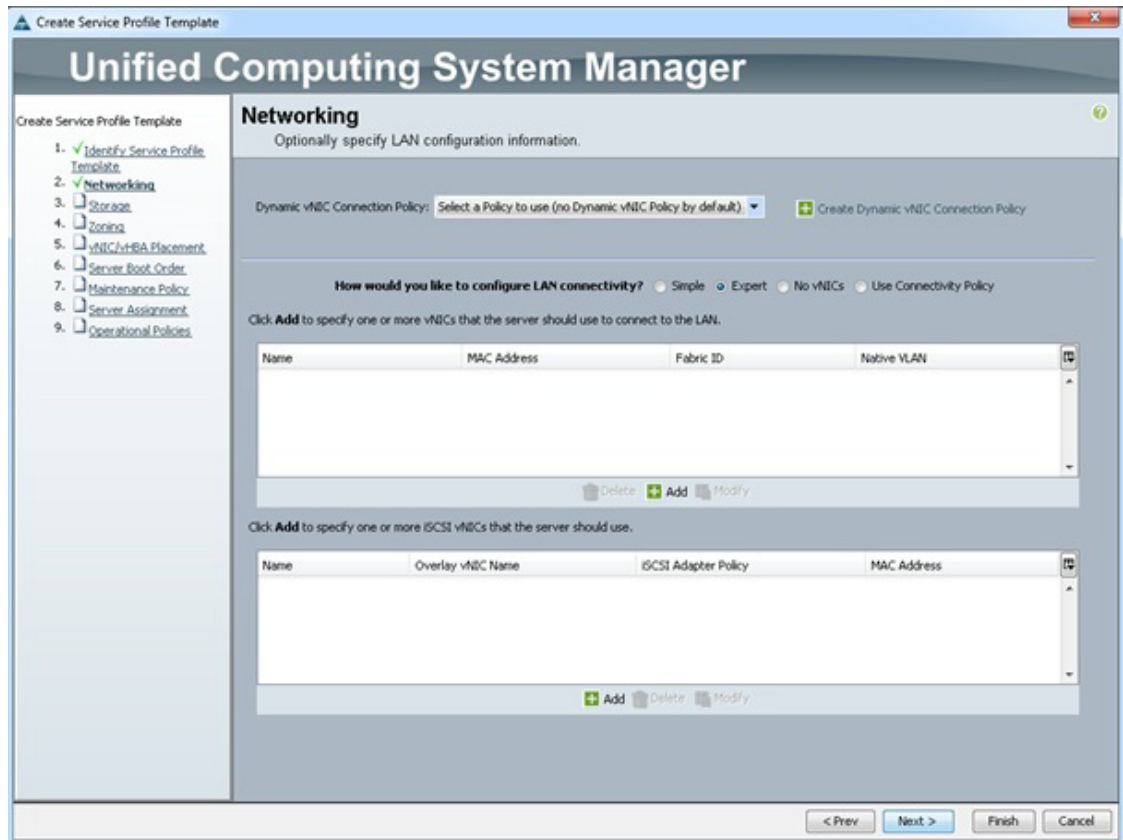 Create Service Profile Template
Unified Computing System Manager
Create Service Profile Template
1. Identify Service Profile
Template
2. Networking
3. Storage
4. Zoning
5. vNIC/vHBA Placement
6. Server Boot Order
7. Maintenance Policy
8. Server Assignment
9. Operational Policies
Networking
Optionally specify LAN configuration information.
Dynamic vNIC Connection Policy: Select a Policy to use (no Dynamic vNIC Policy by default) Create Dynamic vNIC Connection Policy
How would you like to configure LAN connectivity? Simple Expert No vNICs Use Connectivity Policy
Click Add to specify one or more vNICs that the server should use to connect to the LAN.
Name MAC Address Fabric ID Native VLAN
Delete Add Modify
Click Add to specify one or more iSCSI vNICs that the server should use.
Name Overlay vNIC Name iSCSI Adapter Policy MAC Address
Add Delete Modify
< Prev Next > Finish Cancel